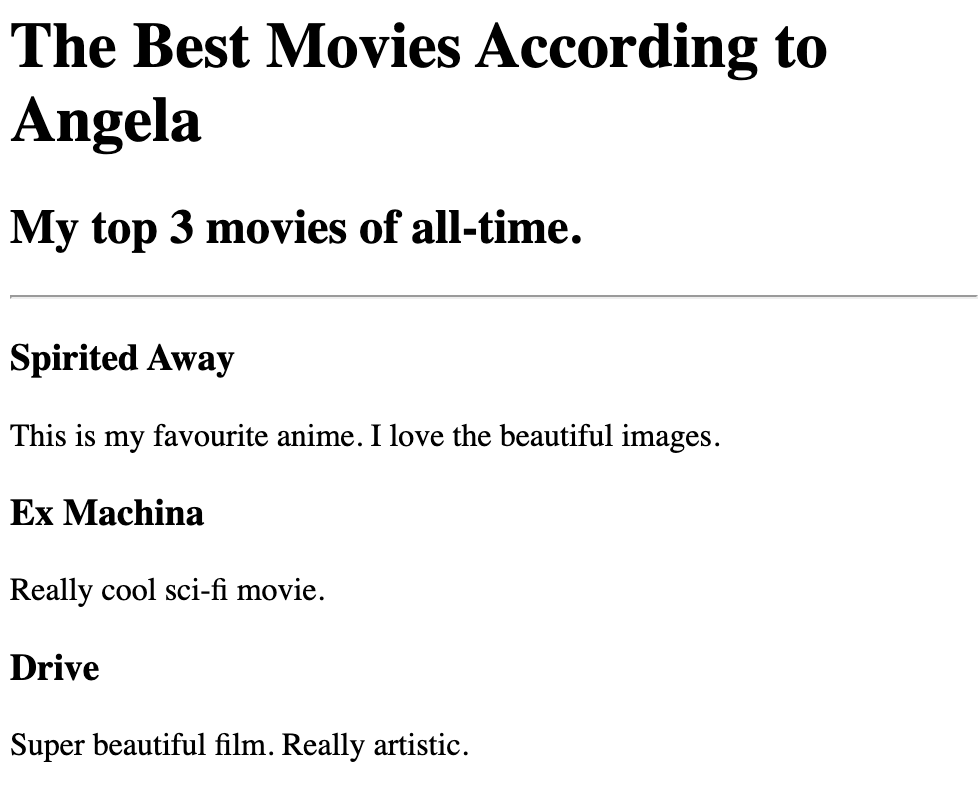 The Best Movies According to
Angela
My top 3 movies of all-time.
Spirited Away
This is my favourite anime. I love the beautiful images.
Ex Machina
Really cool sci-fi movie.
Drive
Super beautiful film. Really artistic.